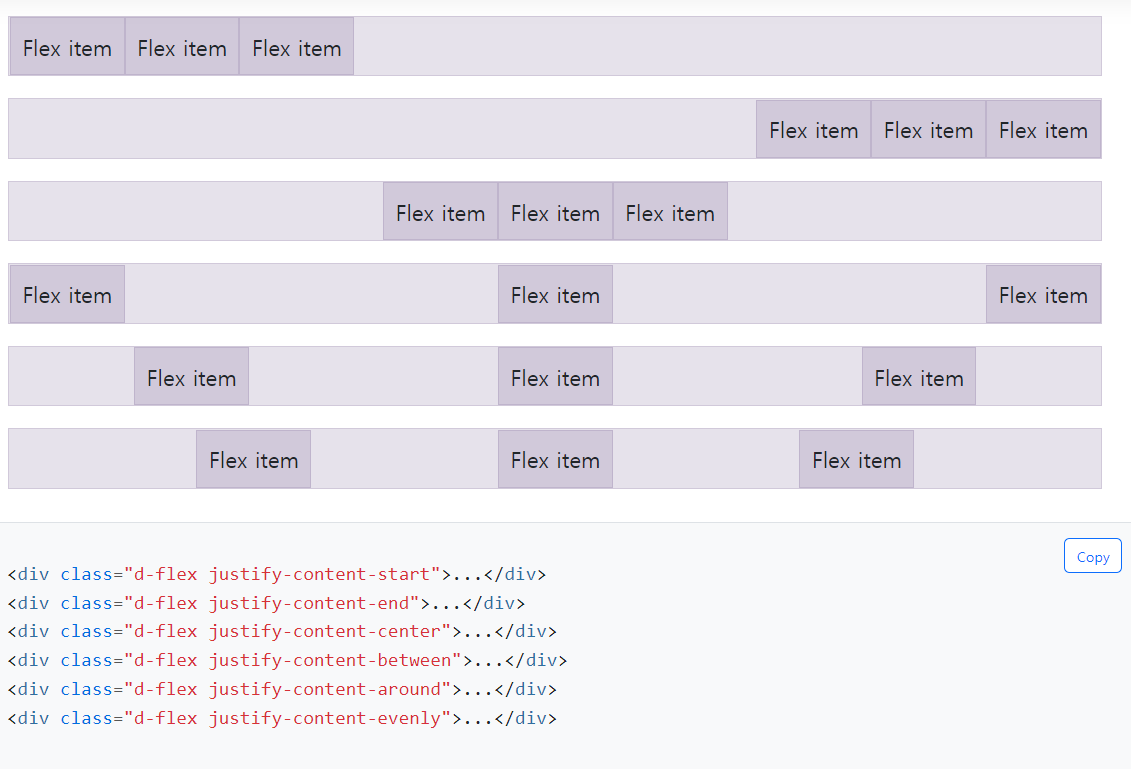 Flex item Flex item Flex item
Flex item Flex item Flex item
Flex item Flex item Flex item
Flex item Flex item Flex item
Flex item Flex item Flex item
Flex item Flex item Flex item
Copy
<div class="d-flex justify-content-start">...</div>
<div class="d-flex justify-content-end">...</div>
<div class="d-flex justify-content-center">...</div>
<div class="d-flex justify-content-between">...</div>
<div class="d-flex justify-content-around">...</div>
<div class="d-flex justify-content-evenly">...</div>